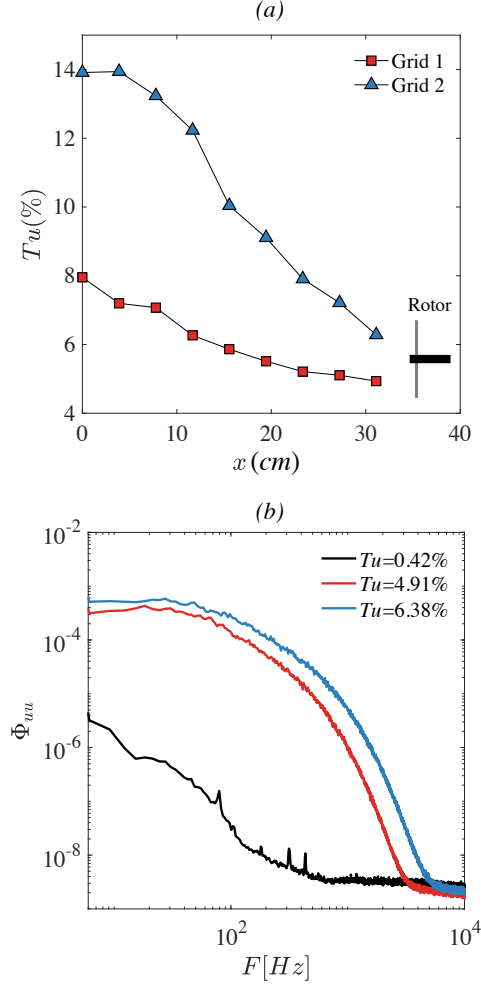 (a)
14
12
10
8
6
4
Tu(%)
Grid 1
Grid 2
Rotor
0 10 20 30 40
x (cm)
(b)
10^-2
10^-4
10^-6
10^-8
Φuu
Tu=0.42%
Tu=4.91%
Tu=6.38%
10^2 10^4
F[Hz]